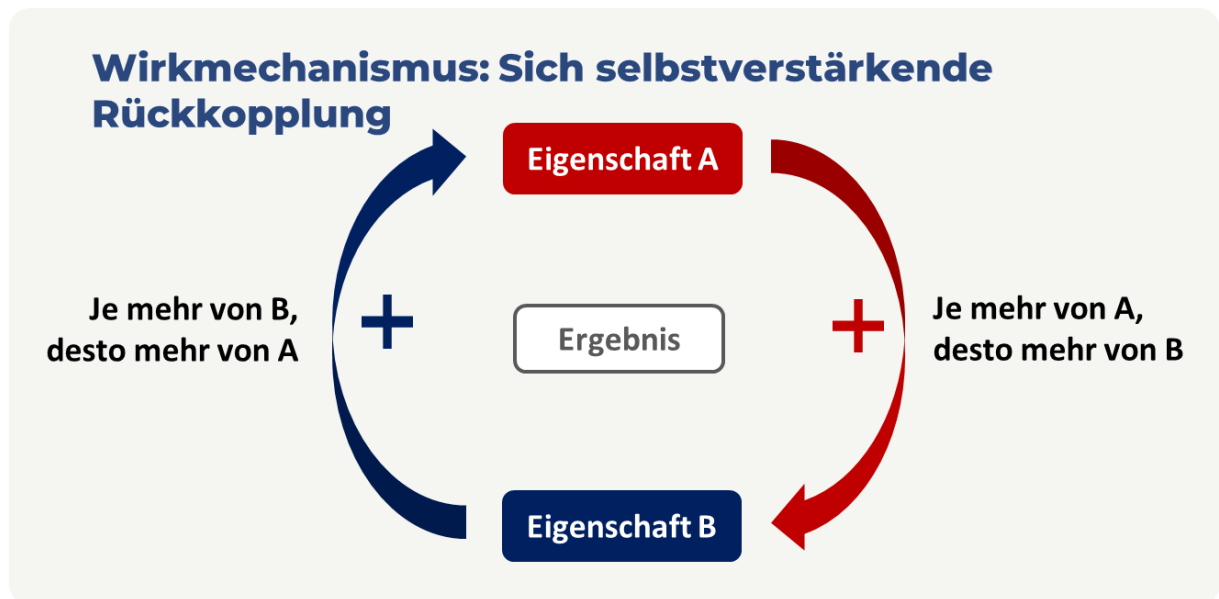 Wirkmechanismus: Sich selbstverstärkende
Rückkopplung
Eigenschaft A
Je mehr von B,
desto mehr von A
+
Ergebnis
+
Je mehr von A,
desto mehr von B
Eigenschaft B